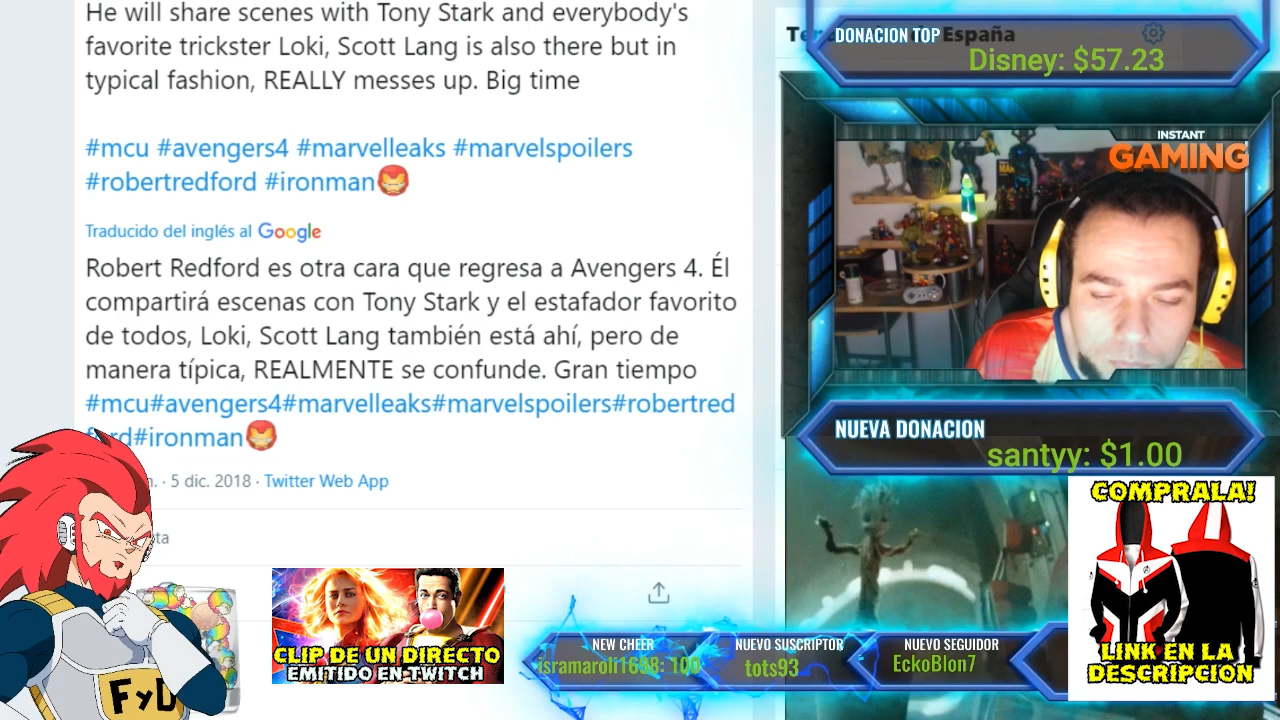 He will share scenes with Tony Stark and everybody's
favorite trickster Loki, Scott Lang is also there but in
typical fashion, REALLY messes up. Big time
#mcu #avengers4 #marvelleaks #marvelspoilers
#robertredford #ironman
Traducido del inglés al Google
Robert Redford es otra cara que regresa a Avengers 4. Él
compartirá escenas con Tony Stark y el estafador favorito
de todos, Loki, Scott Lang también está ahí, pero de
manera típica, REALMENTE se confunde. Gran tiempo
#mcu#avengers4#marvelleaks#marvelspoilers#robertred
ford#ironman
· 5 dic. 2018 · Twitter Web App
España
DONACION TOP
Disney: $57.23
INSTANT
GAMING
NUEVA DONACION
santyy: $1.00
COMPRALA!
LINK EN LA
DESCRIPCION
FyD
CLIP DE UN DIRECTO
EMITIDO EN TWITCH
NEW CHEER
NUEVO SUSCRIPTOR
tots93
NUEVO SEGUIDOR
EckoBlon7